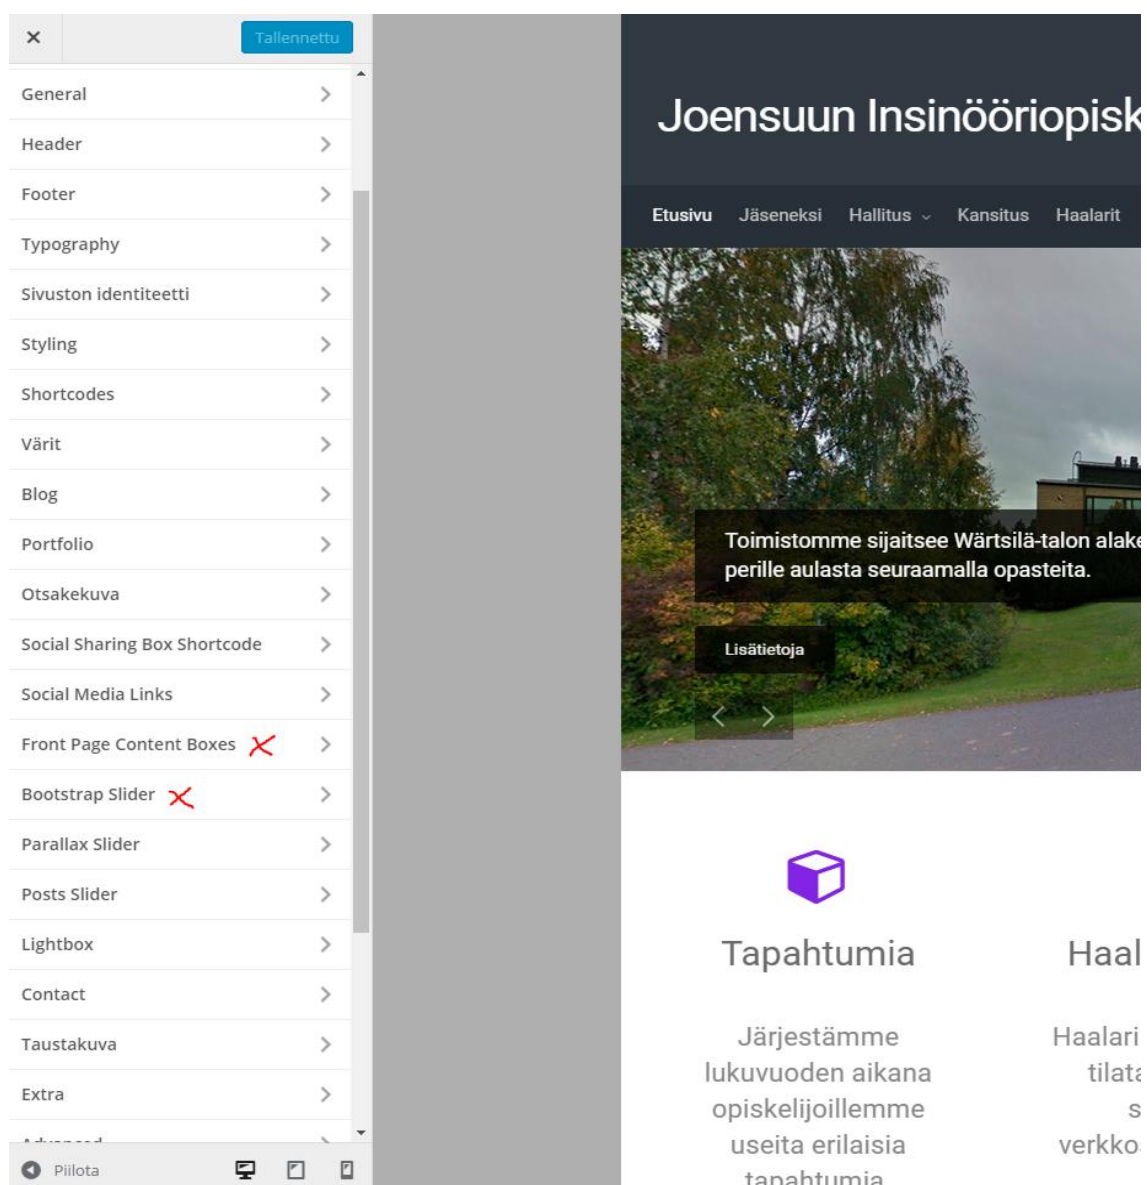 Tallennettu
General
Header
Footer
Typography
Sivuston identiteetti
Styling
Shortcodes
Värit
Blog
Portfolio
Otsakekuva
Social Sharing Box Shortcode
Social Media Links
Front Page Content Boxes
Bootstrap Slider
Parallax Slider
Posts Slider
Lightbox
Contact
Taustakuva
Extra
Advanced
Piilota
Joensuun Insinööriopisk
Etusivu Jäseneksi Hallitus Kansitus Haalarit
Toimistomme sijaitsee Wärtsilä-talon alake
perille aulasta seuraamalla opasteita.
Lisätietoja
Tapahtumia
Järjestämme
lukuvuoden aikana
opiskelijoillemme
useita erilaisia
tapahtumia
Haal
Haalari
tilata
s
verkkos